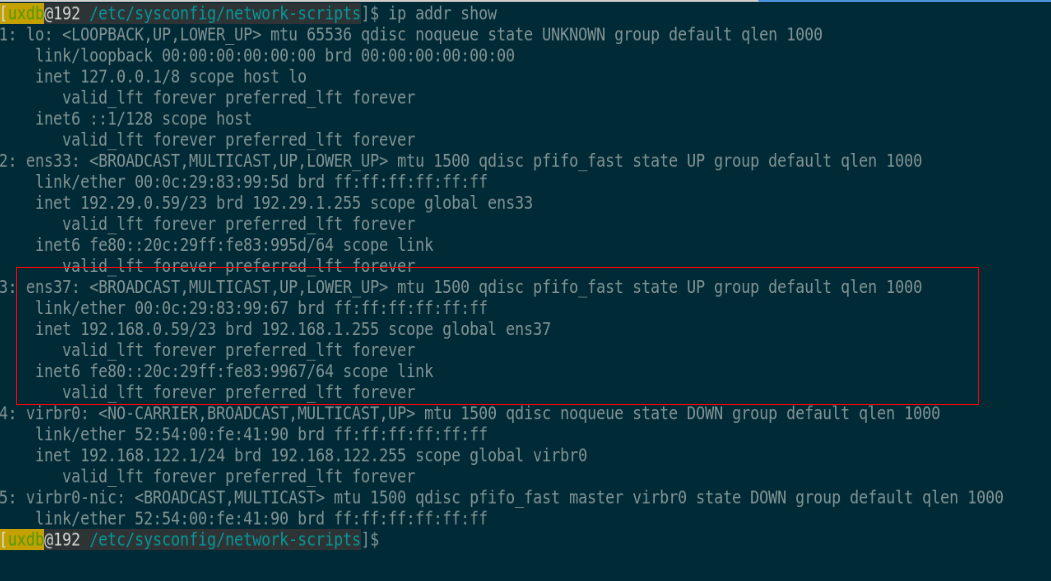 [uxdb@192 /etc/sysconfig/network-scripts]$ ip addr show
1: lo: <LOOPBACK,UP,LOWER_UP> mtu 65536 qdisc noqueue state UNKNOWN group default qlen 1000
    link/loopback 00:00:00:00:00:00 brd 00:00:00:00:00:00
    inet 127.0.0.1/8 scope host lo
       valid_lft forever preferred_lft forever
    inet6 ::1/128 scope host
       valid_lft forever preferred_lft forever
2: ens33: <BROADCAST,MULTICAST,UP,LOWER_UP> mtu 1500 qdisc pfifo_fast state UP group default qlen 1000
    link/ether 00:0c:29:83:99:5d brd ff:ff:ff:ff:ff:ff
    inet 192.29.0.59/23 brd 192.29.1.255 scope global ens33
       valid_lft forever preferred_lft forever
    inet6 fe80::20c:29ff:fe83:995d/64 scope link
       valid_lft forever preferred_lft forever
3: ens37: <BROADCAST,MULTICAST,UP,LOWER_UP> mtu 1500 qdisc pfifo_fast state UP group default qlen 1000
    link/ether 00:0c:29:83:99:67 brd ff:ff:ff:ff:ff:ff
    inet 192.168.0.59/23 brd 192.168.1.255 scope global ens37
       valid_lft forever preferred_lft forever
    inet6 fe80::20c:29ff:fe83:9967/64 scope link
       valid_lft forever preferred_lft forever
4: virbr0: <NO-CARRIER,BROADCAST,MULTICAST,UP> mtu 1500 qdisc noqueue state DOWN group default qlen 1000
    link/ether 52:54:00:fe:41:90 brd ff:ff:ff:ff:ff:ff
    inet 192.168.122.1/24 brd 192.168.122.255 scope global virbr0
       valid_lft forever preferred_lft forever
5: virbr0-nic: <BROADCAST,MULTICAST> mtu 1500 qdisc pfifo_fast master virbr0 state DOWN group default qlen 1000
    link/ether 52:54:00:fe:41:90 brd ff:ff:ff:ff:ff:ff
[uxdb@192 /etc/sysconfig/network-scripts]$